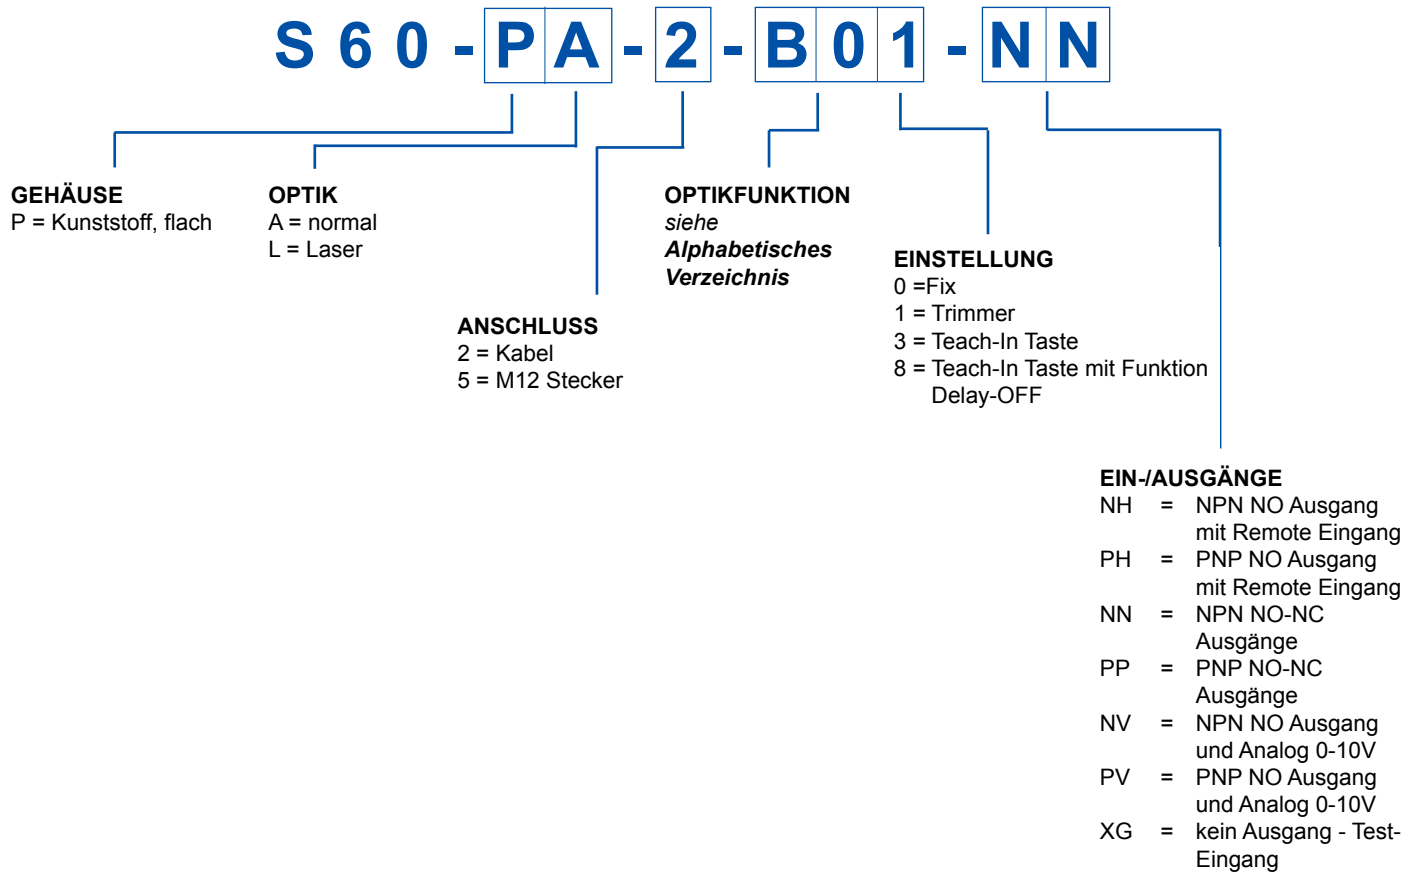 S60-PA-2-B01-NN
GEHÄUSE
P = Kunststoff, flach
OPTIK
A = normal
L = Laser
ANSCHLUSS
2 = Kabel
5 = M12 Stecker
OPTIKFUNKTION
siehe
Alphabetisches
Verzeichnis
EINSTELLUNG
0 =Fix
1 = Trimmer
3 = Teach-In Taste
8 = Teach-In Taste mit Funktion
Delay-OFF
EIN-/AUSGÄNGE
NH = NPN NO Ausgang
mit Remote Eingang
PH = PNP NO Ausgang
mit Remote Eingang
NN = NPN NO-NC
Ausgänge
PP = PNP NO-NC
Ausgänge
NV = NPN NO Ausgang
und Analog 0-10V
PV = PNP NO Ausgang
und Analog 0-10V
XG = kein Ausgang - Test-
Eingang